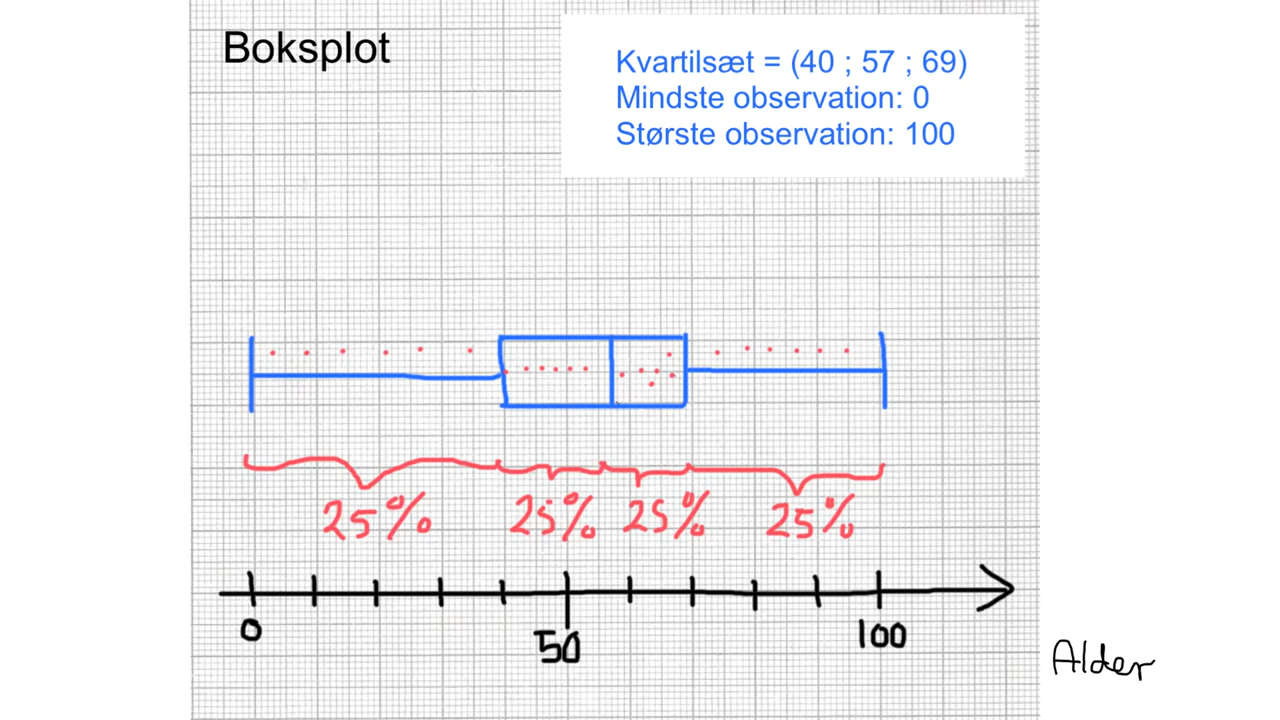 Boksplot
Kvartilsæt = (40 ; 57 ; 69)
Mindste observation: 0
Største observation: 100
25% 25% 25% 25%
0 50 100
Alder